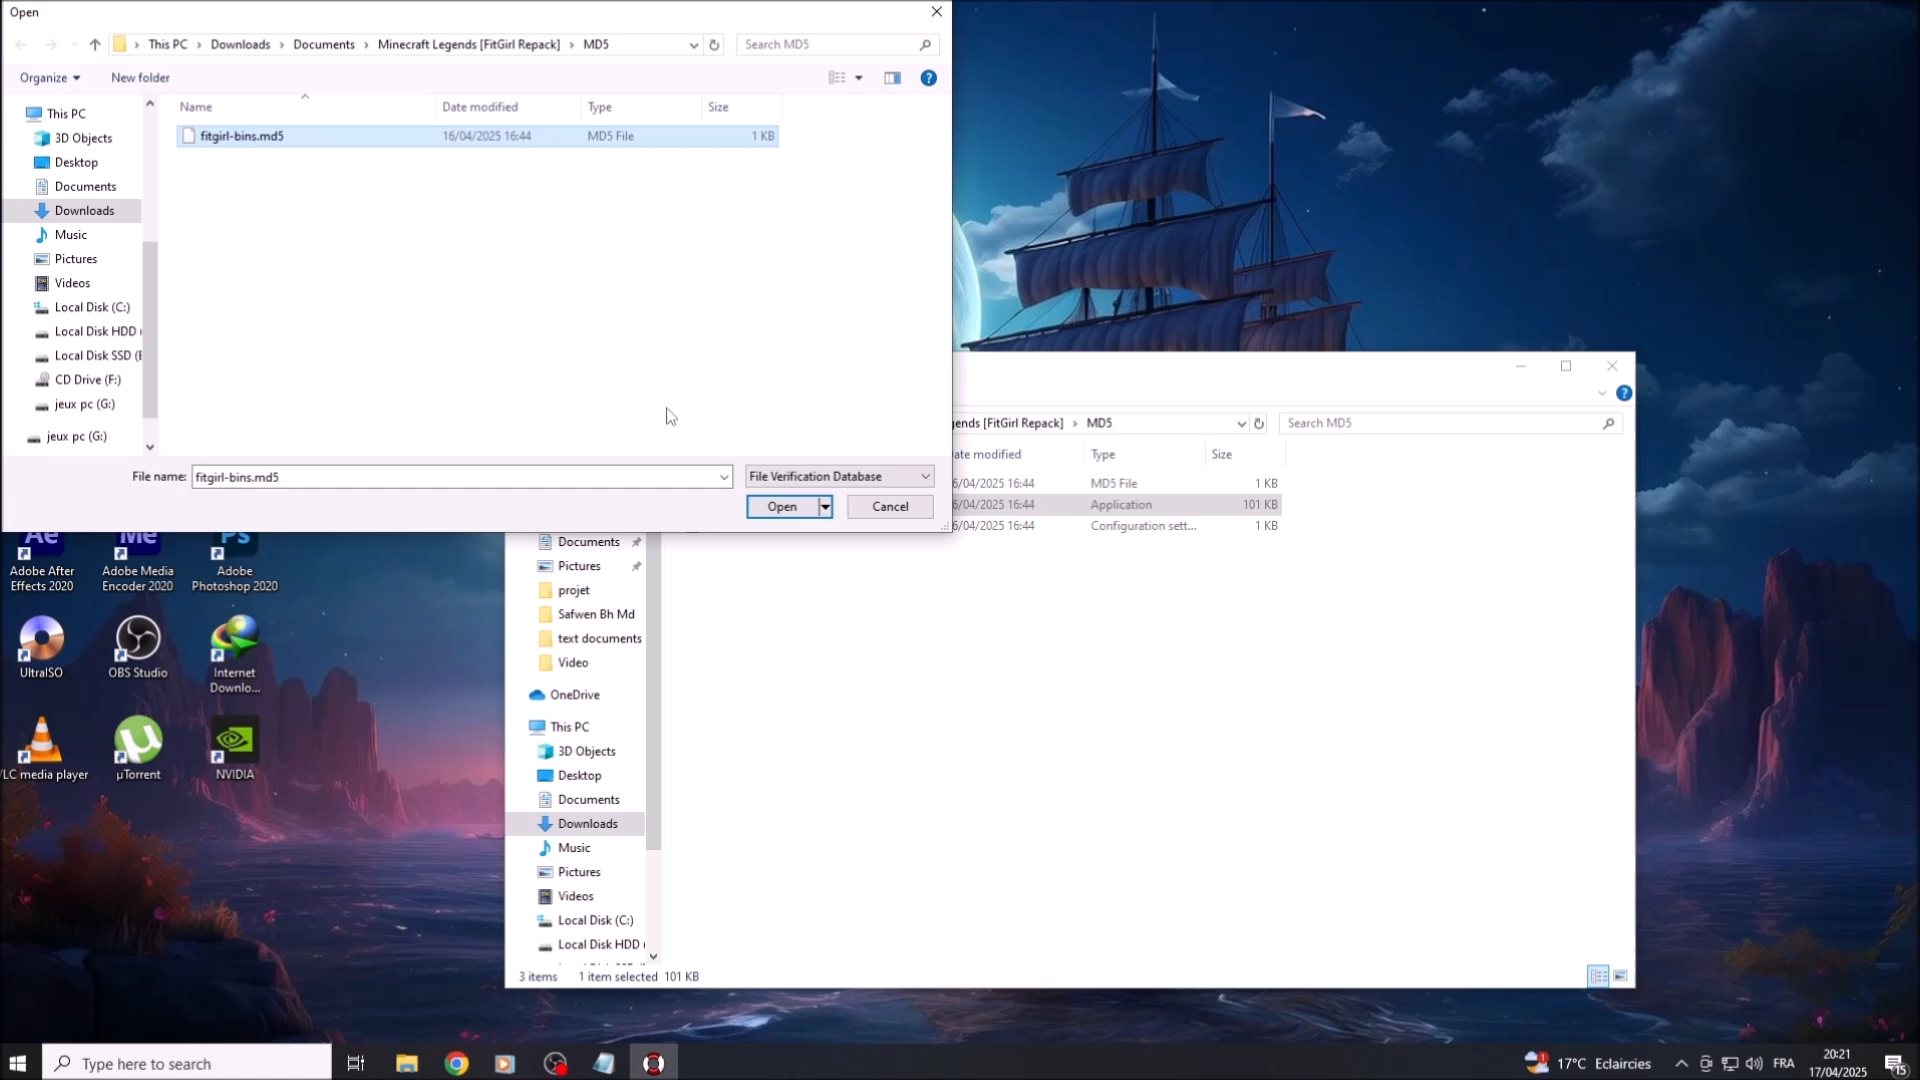 Open
This PC > Downloads > Documents > Minecraft Legends [FitGirl Repack] > MD5
Search MD5
Organize
New folder
Name
Date modified
Type
Size
fitgirl-bins.md5
16/04/2025 16:44
MD5 File
1 KB
This PC
3D Objects
Desktop
Documents
Downloads
Music
Pictures
Videos
Local Disk (C:)
Local Disk HDD (
Local Disk SSD (E
CD Drive (F:)
jeux pc (G:)
jeux pc (G:)
File name:
fitgirl-bins.md5
File Verification Database
Open
Cancel
gends [FitGirl Repack] > MD5
Search MD5
ate modified
Type
Size
6/04/2025 16:44
MD5 File
1 KB
6/04/2025 16:44
Application
101 KB
6/04/2025 16:44
Configuration sett...
1 KB
Documents
Pictures
projet
Safwen Bh Md
text documents
Video
OneDrive
This PC
3D Objects
Desktop
Documents
Downloads
Music
Pictures
Videos
Local Disk (C:)
Local Disk HDD (
3 items
1 item selected 101 KB
Ae
Me
Ps
Adobe After
Effects 2020
Adobe Media
Encoder 2020
Adobe
Photoshop 2020
UltraISO
OBS Studio
Internet
Downlo...
LC media player
µTorrent
NVIDIA
Type here to search
17°C Eclaircies
FRA
20:21
17/04/2025
15